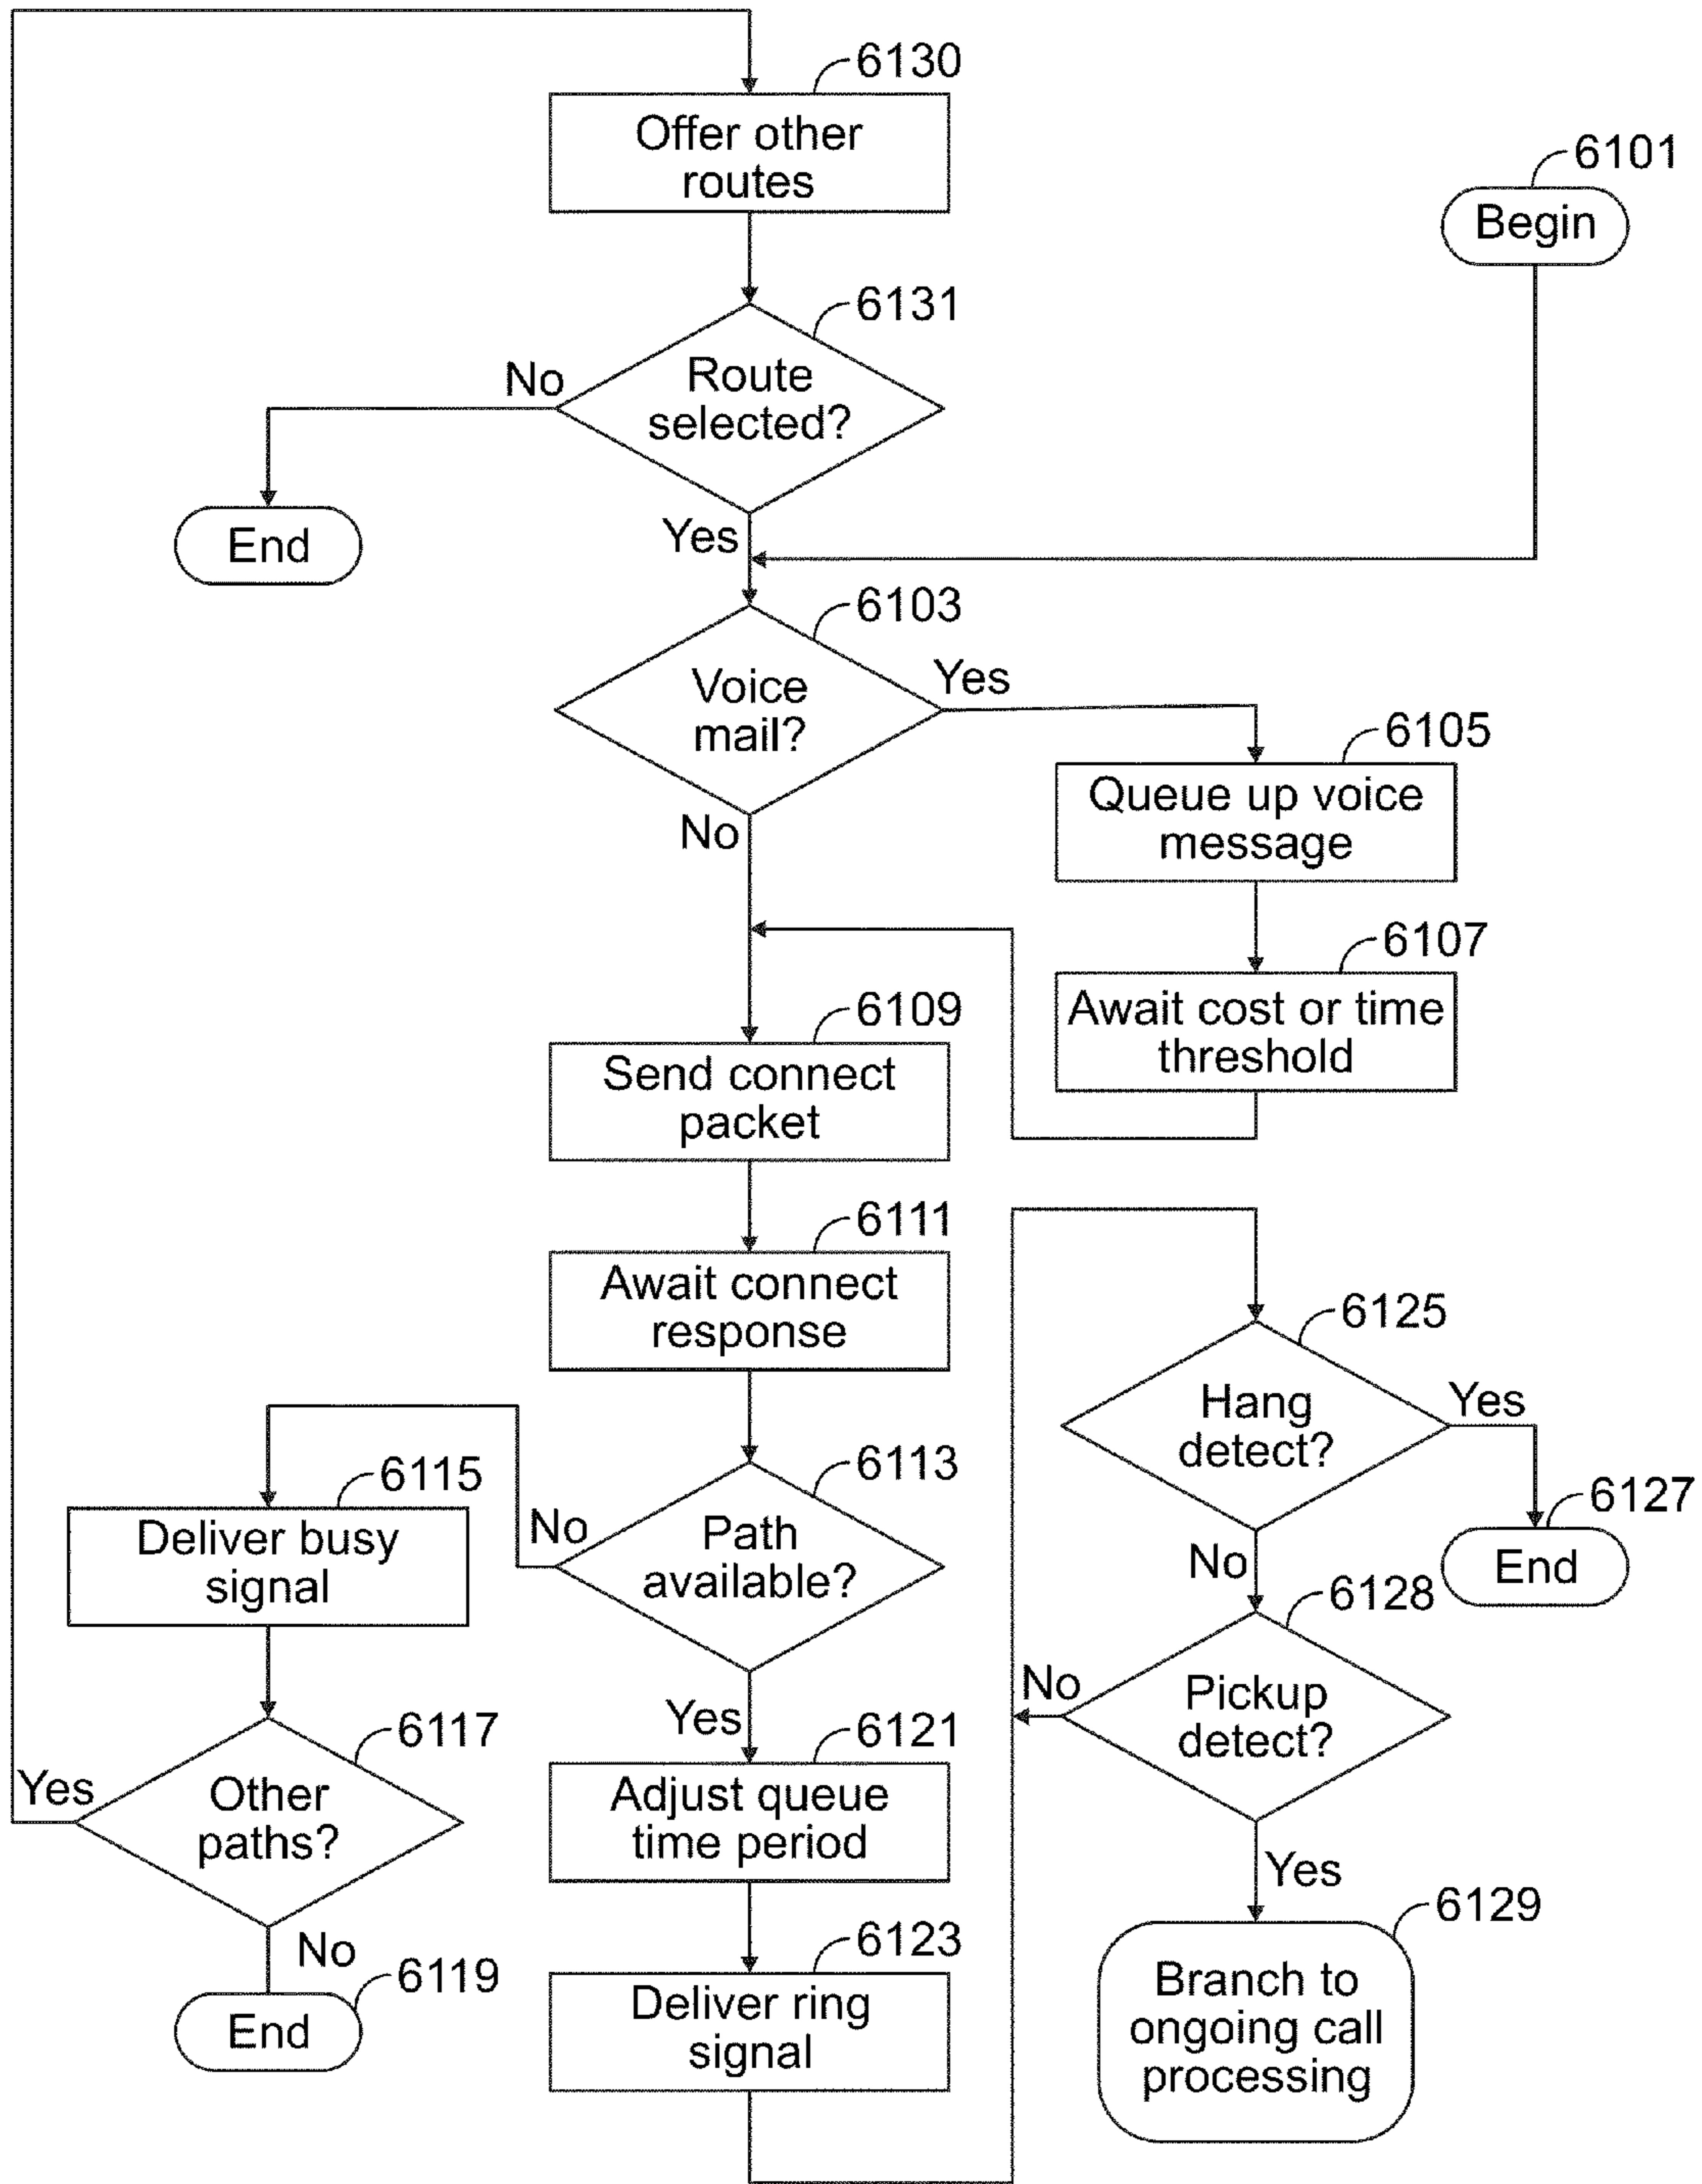 6130
Offer other
routes
6101
Begin
6131
Route
selected?
No
End
Yes
6103
Voice
mail?
Yes
No
6105
Queue up voice
message
6107
Await cost or time
threshold
6109
Send connect
packet
6111
Await connect
response
6113
Path
available?
No
6115
Deliver busy
signal
6117
Other
paths?
Yes
No
6119
End
Yes
6121
Adjust queue
time period
6123
Deliver ring
signal
6125
Hang
detect?
Yes
6127
End
No
6128
Pickup
detect?
No
Yes
6129
Branch to
ongoing call
processing